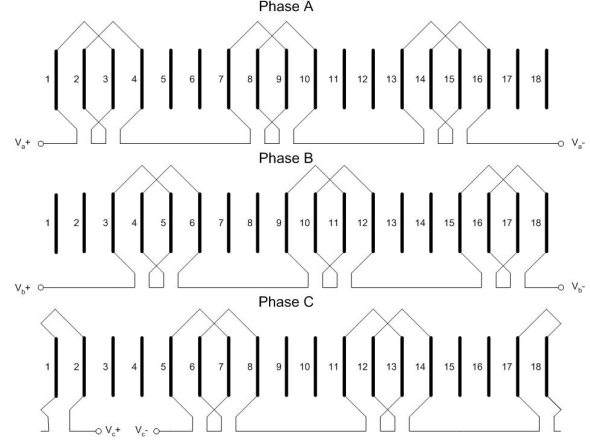 Phase A
1 2 3 4 5 6 7 8 9 10 11 12 13 14 15 16 17 18
Va+ Va-
Phase B
1 2 3 4 5 6 7 8 9 10 11 12 13 14 15 16 17 18
Vb+ Vb-
Phase C
1 2 3 4 5 6 7 8 9 10 11 12 13 14 15 16 17 18
Vc+ Vc-